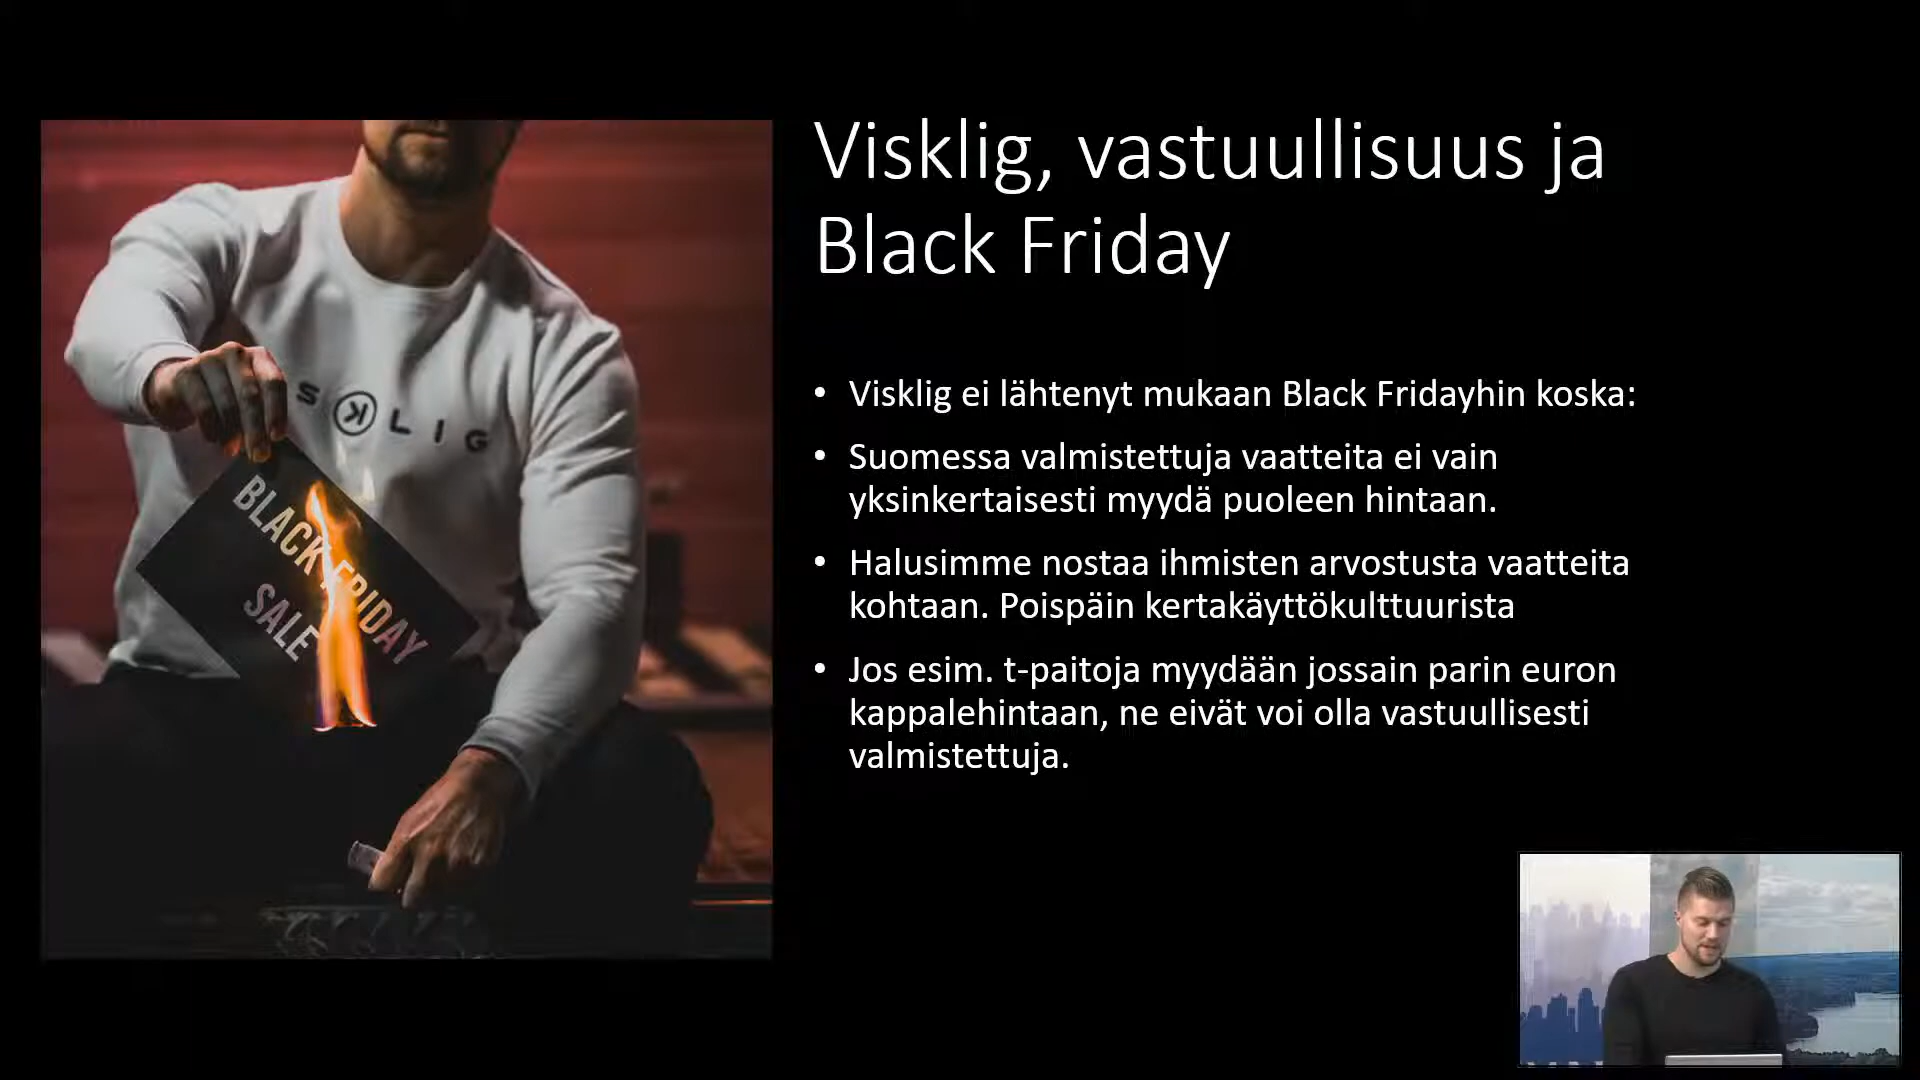 Visklig, vastuullisuus ja
Black Friday
S K LIG
BLACK FRIDAY
SALE
• Visklig ei lähtenyt mukaan Black Fridayhin koska:
• Suomessa valmistettuja vaatteita ei vain
yksinkertaisesti myydä puoleen hintaan.
• Halusimme nostaa ihmisten arvostusta vaatteita
kohtaan. Poispäin kertakäyttökulttuurista
• Jos esim. t-paitoja myydään jossain parin euron
kappalehintaan, ne eivät voi olla vastuullisesti
valmistettuja.